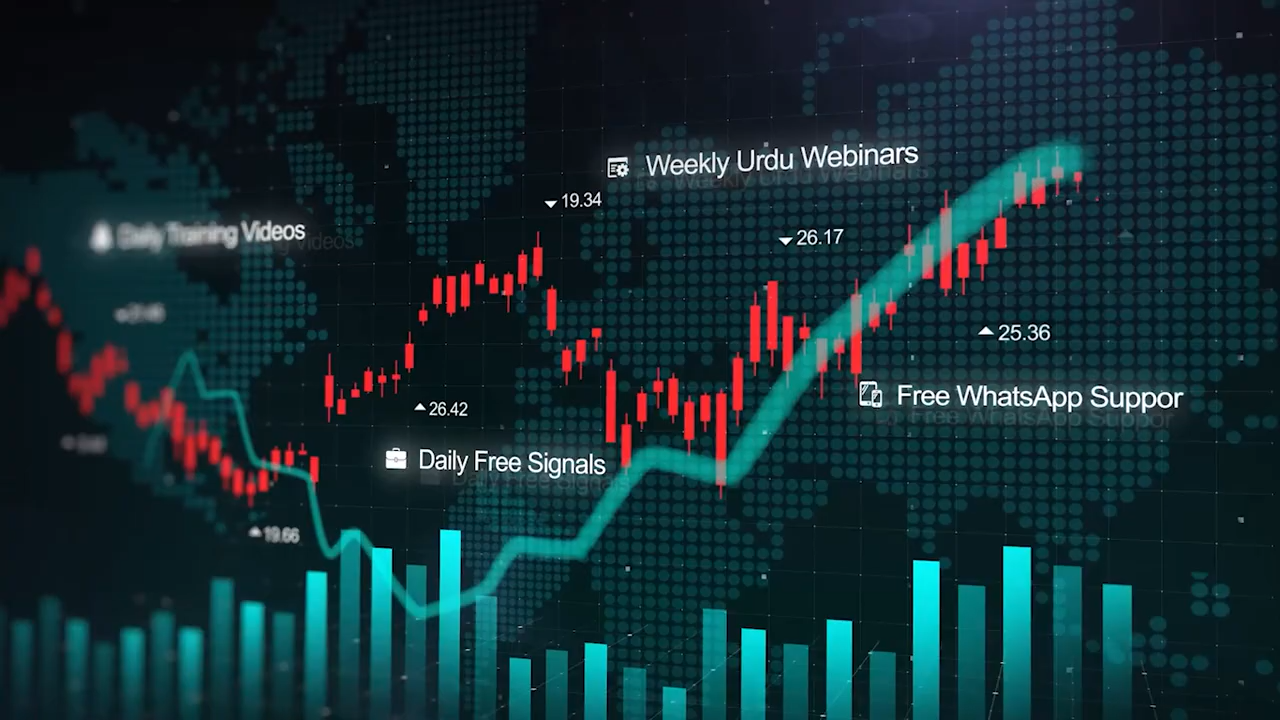 Weekly Urdu Webinars
19.34
Daily Training Videos
26.17
25.36
Free WhatsApp Suppor
26.42
Daily Free Signals
19.66